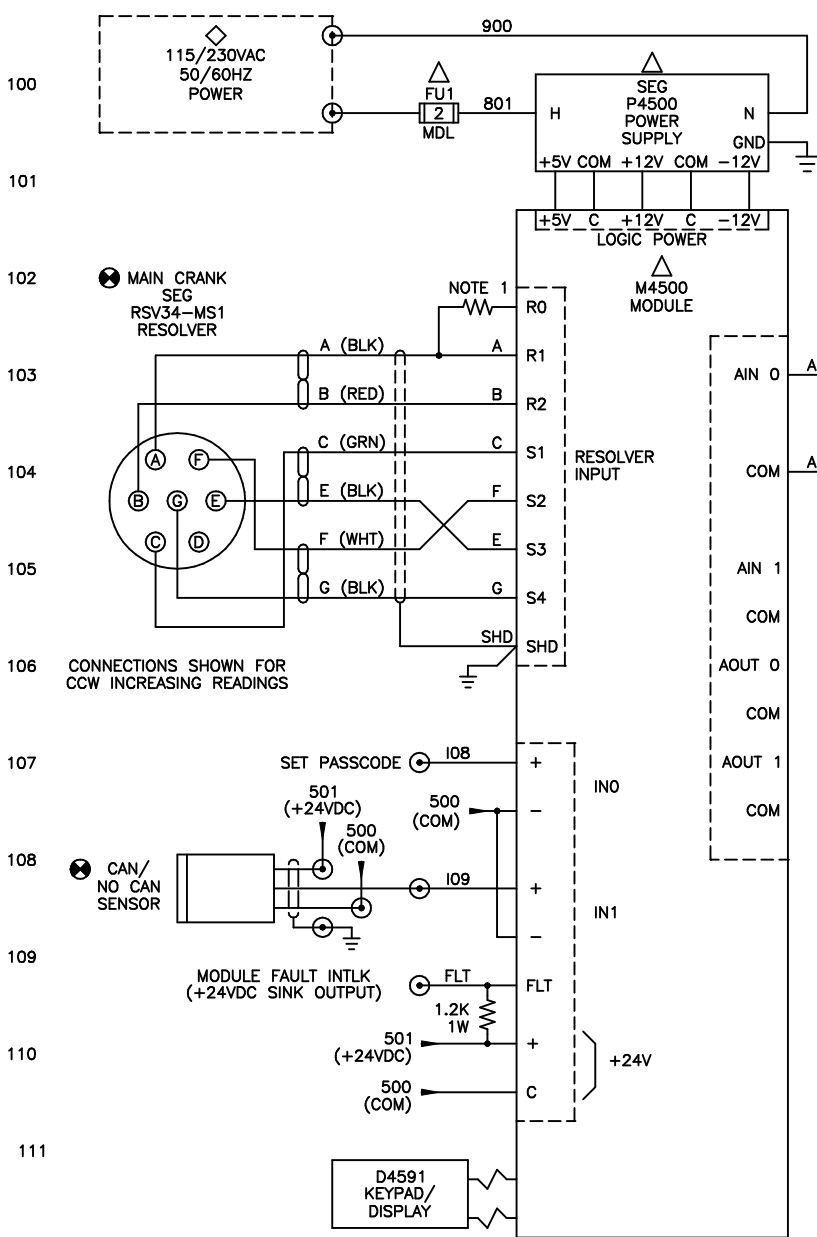 900
115/230VAC
50/60HZ
POWER
100
FU1
2
MDL
801
SEG
P4500
POWER
SUPPLY
H
N
GND
+5V COM +12V COM -12V
101
+5V C +12V C -12V
LOGIC POWER
102
MAIN CRANK
SEG
RSV34-MS1
RESOLVER
NOTE 1
R0
M4500
MODULE
A (BLK)
A
R1
103
AIN 0
A
B (RED)
B
R2
C (GRN)
C
S1
RESOLVER
INPUT
104
A
F
COM
A
E (BLK)
F
S2
B
G
E
F (WHT)
E
S3
C
D
105
AIN 1
G (BLK)
G
S4
COM
SHD
SHD
106
CONNECTIONS SHOWN FOR
CCW INCREASING READINGS
AOUT 0
COM
107
SET PASSCODE
I08
+
IN0
AOUT 1
501
(+24VDC)
500
(COM)
-
COM
500
(COM)
108
CAN/
NO CAN
SENSOR
I09
+
IN1
-
109
MODULE FAULT INTLK
(+24VDC SINK OUTPUT)
FLT
FLT
1.2K
1W
110
501
(+24VDC)
+
+24V
500
(COM)
C
111
D4591
KEYPAD/
DISPLAY